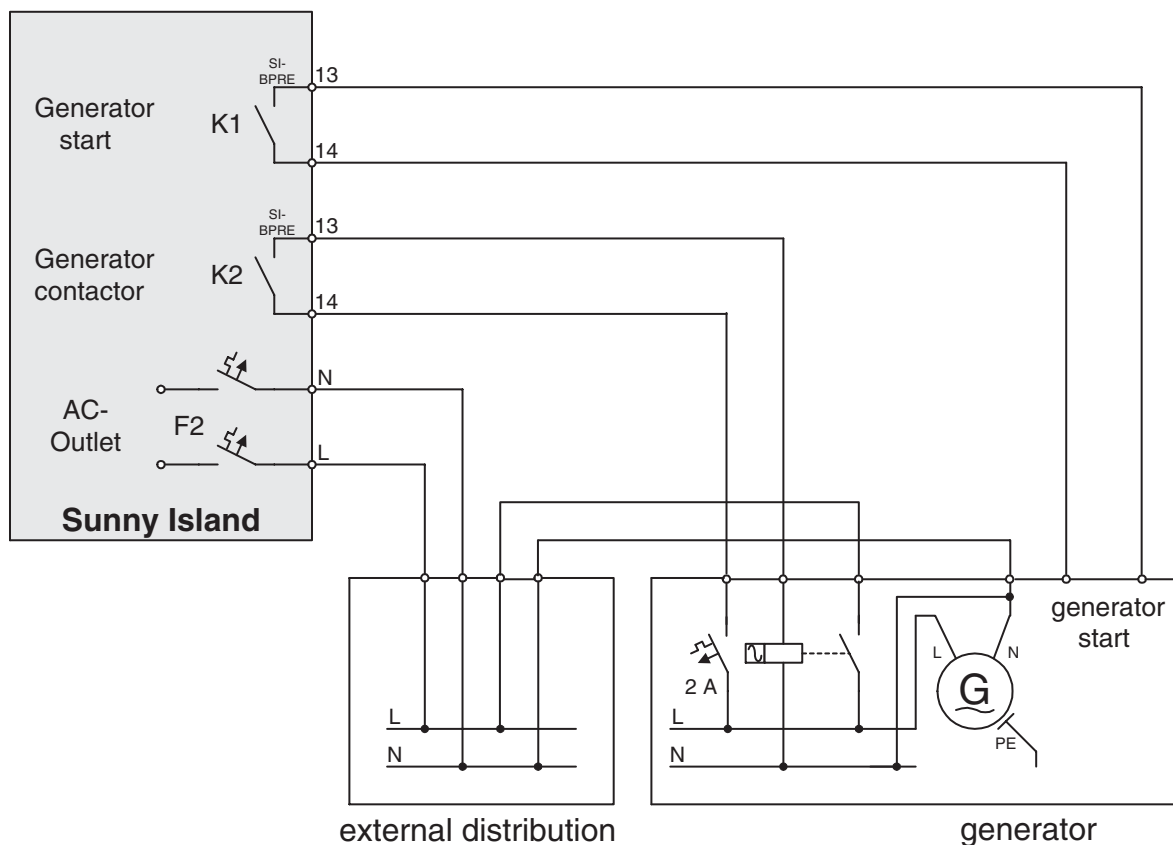 SI-
BPRE
13
Generator
start
K1
14
SI-
BPRE
13
Generator
contactor
K2
14
N
AC-
Outlet
F2
L
Sunny Island
generator
start
L
N
G
2 A
L
L
PE
N
N
external distribution
generator